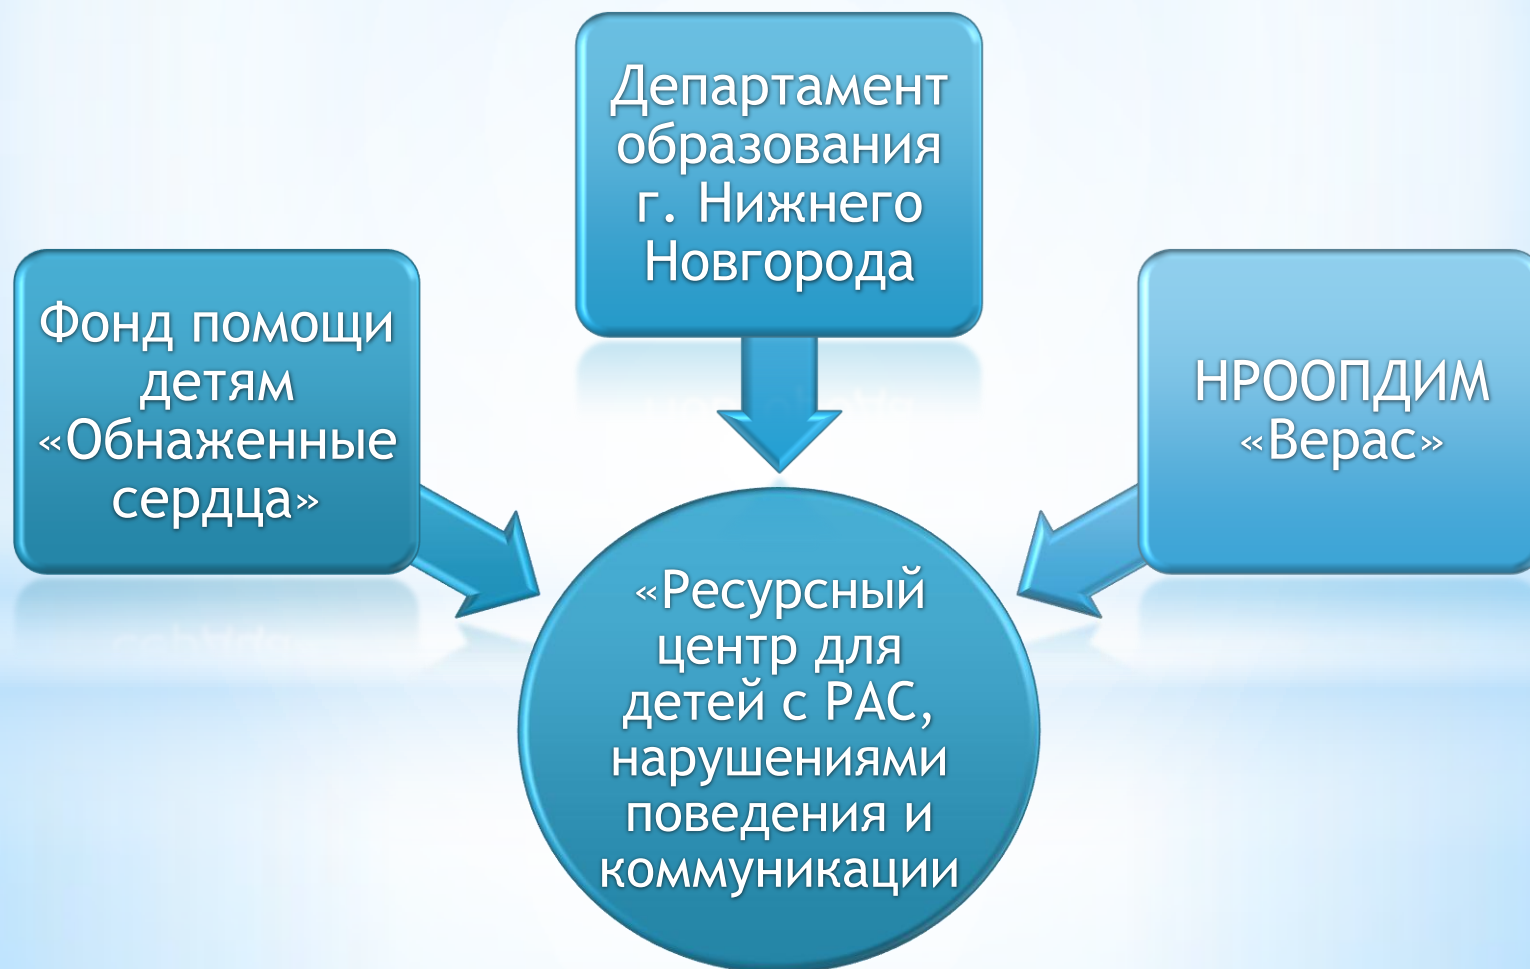 Департамент
образования
г. Нижнего
Новгорода
Фонд помощи
детям
«Обнаженные
сердца»
НРООПДИМ
«Верас»
«Ресурсный
центр для
детей с РАС,
нарушениями
поведения и
коммуникации